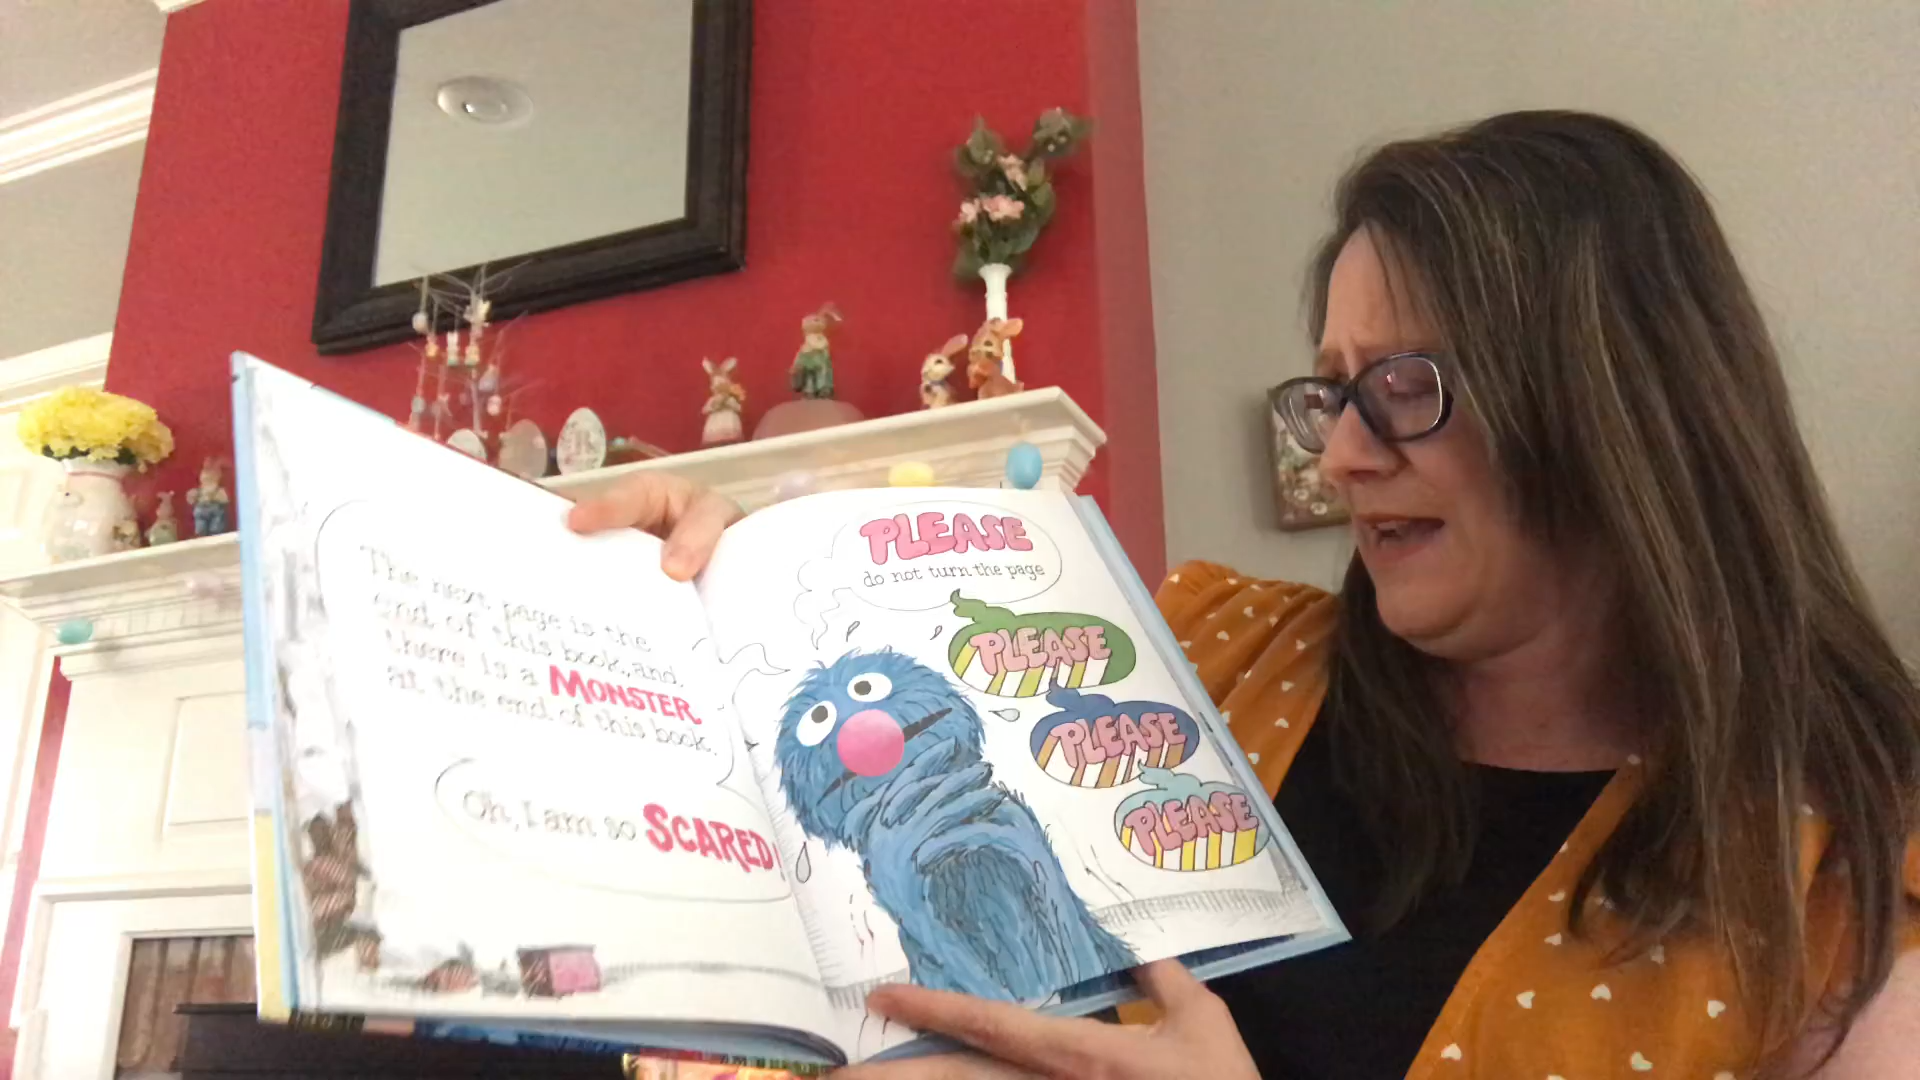 The next page is the
end of this book, and
there is a MONSTER
at the end of this book.
Oh, I am so SCARED!
PLEASE
do not turn the page
PLEASE
PLEASE
PLEASE